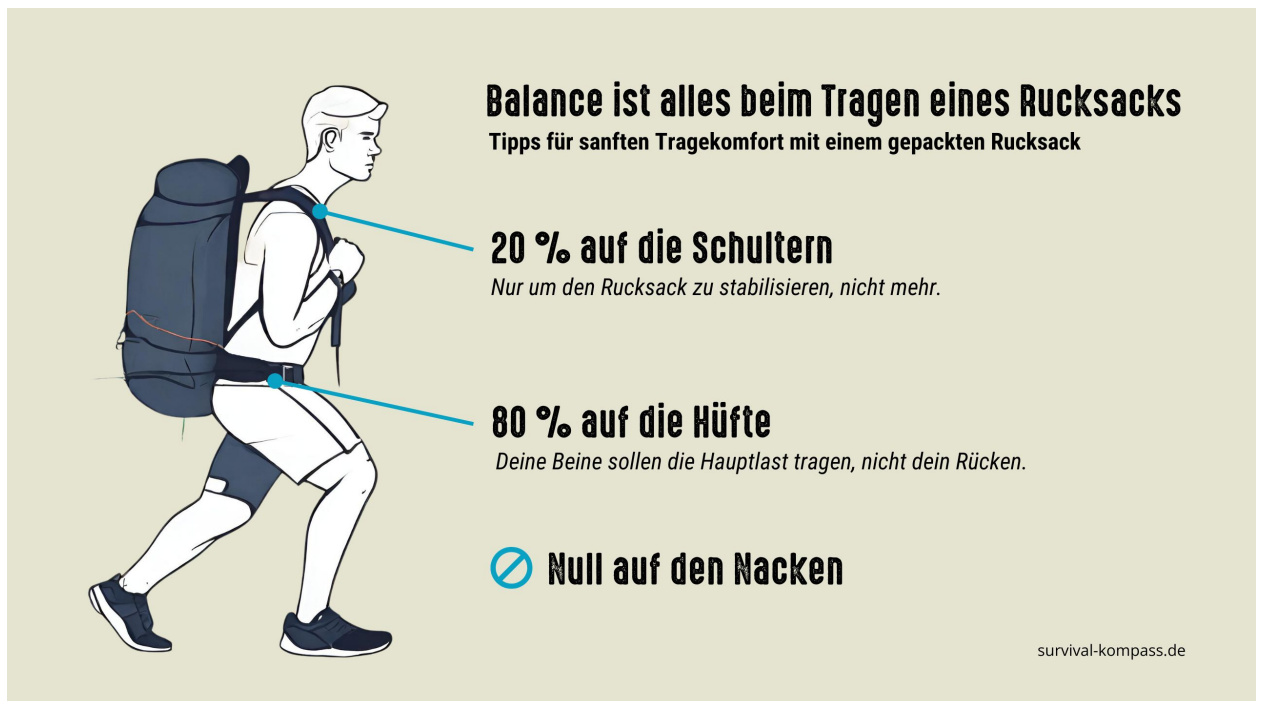 Balance ist alles beim Tragen eines Rucksacks
Tipps für sanften Tragekomfort mit einem gepackten Rucksack
20 % auf die Schultern
Nur um den Rucksack zu stabilisieren, nicht mehr.
80 % auf die Hüfte
Deine Beine sollen die Hauptlast tragen, nicht dein Rücken.
Null auf den Nacken
survival-kompass.de